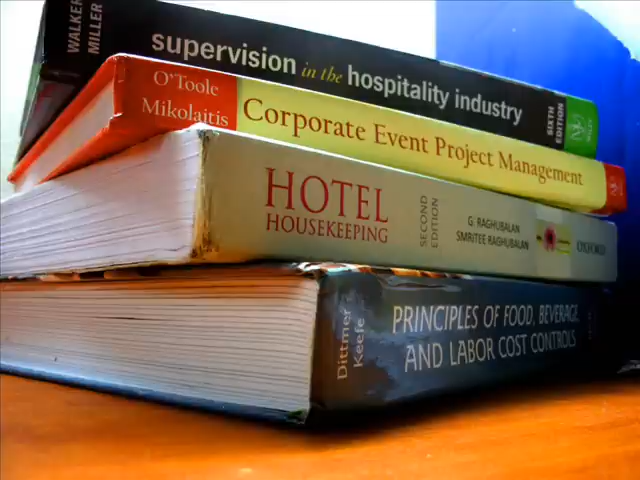 WALKER
MILLER
supervision in the hospitality industry
SIXTH
EDITION
WILEY
O'Toole
Mikolaitis
Corporate Event Project Management
HOTEL
HOUSEKEEPING
SECOND
EDITION
G. RAGHUBALAN
SMRITEE RAGHUBALAN
OXFORD
Dittmer
Keefe
PRINCIPLES OF FOOD, BEVERAGE,
AND LABOR COST CONTROLS